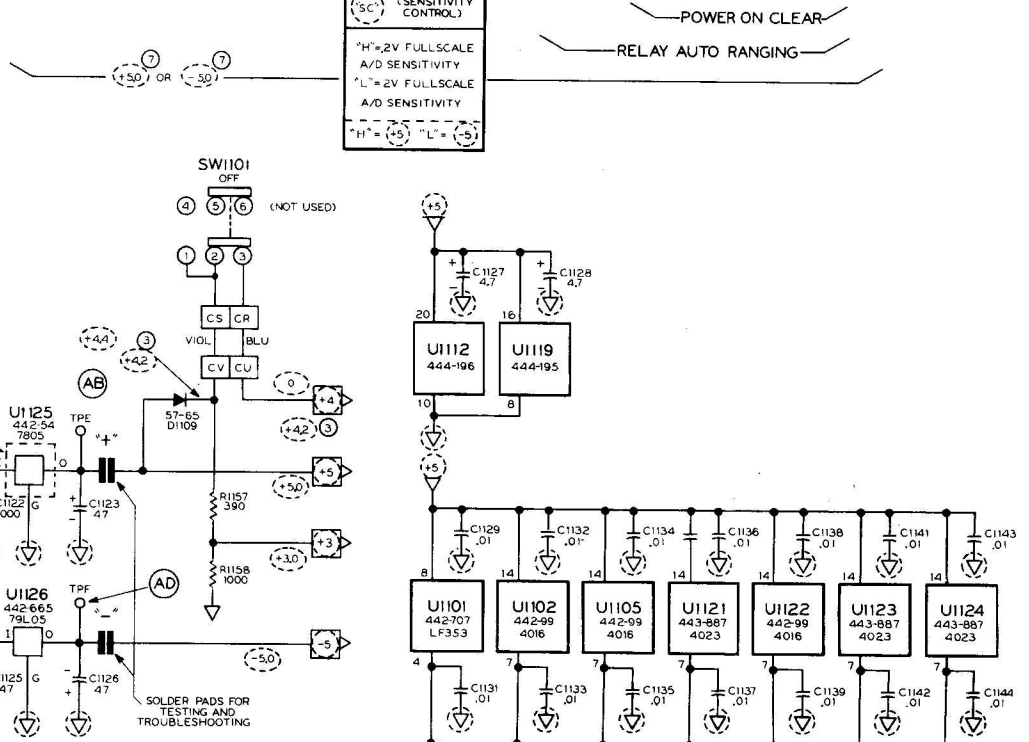 "SC" (SENSITIVITY
CONTROL)
"H"=.2V FULLSCALE
A/D SENSITIVITY
"L"=2V FULLSCALE
A/D SENSITIVITY
"H"= +5 "L"= -5
POWER ON CLEAR
RELAY AUTO RANGING
7 7
+5.0 OR -5.0
SW1101
OFF
4 5 6 (NOT USED)
1 2 3
CS CR
VIOL BLU
CV CU
+4.4 3
+4.2
0
+4
+4.2 3
57-65
D1109
AB
U1125
442-54
7805
TPE
"+"
O
G
C1123
47
+5
+5.0
R1157
390
+3
+3.0
R1158
1000
AD
U1126
442-665
79L05
TPF
"-"
I O
G
C1126
47
-5
-5.0
SOLDER PADS FOR
TESTING AND
TROUBLESHOOTING
C1122
C1125
47
+5
+ C1127
4.7
-
+ C1128
4.7
-
20 16
U1112
444-196
U1119
444-195
10 8
+5
C1129
.01
C1132
.01
C1134
.01
C1136
.01
C1138
.01
C1141
.01
C1143
.01
8 14 14 14 14 14 14
U1101
442-707
LF353
U1102
442-99
4016
U1105
442-99
4016
U1121
443-887
4023
U1122
442-99
4016
U1123
443-887
4023
U1124
443-887
4023
4 7 7 7 7 7 7
C1131
.01
C1133
.01
C1135
.01
C1137
.01
C1139
.01
C1142
.01
C1144
.01